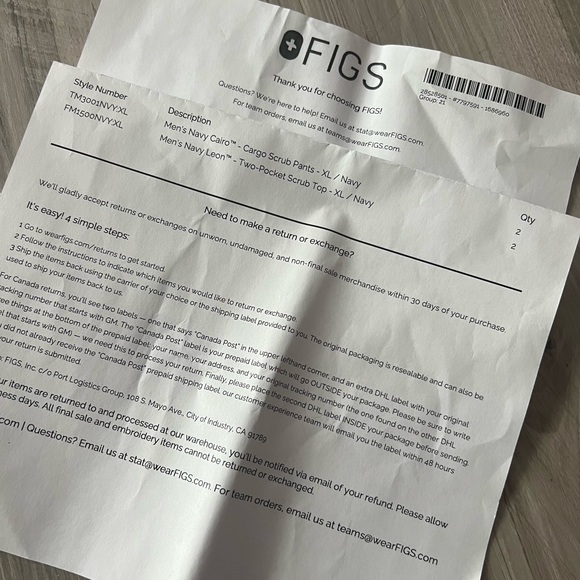 FIGS
Thank you for choosing FIGS!
Questions? We're here to help! Email us at stat@wearFIGS.com.
For team orders, email us at teams@wearFIGS.com.
28528501 - #7797591 - 1686960
Group: 21
Style Number Description Qty
TM3001NVY:XL Men's Navy Cairo™ - Cargo Scrub Pants - XL / Navy 2
FM1500NVY:XL Men's Navy Leon™ - Two-Pocket Scrub Top - XL / Navy 2
Need to make a return or exchange?
We'll gladly accept returns or exchanges on unworn, undamaged, and non-final sale merchandise within 30 days of your purchase.
It's easy! 4 simple steps:
1 Go to wearfigs.com/returns to get started.
2 Follow the instructions to indicate which items you would like to return or exchange.
3 Ship the items back using the carrier of your choice or the shipping label provided to you. The original packaging is resealable and can also be
used to ship your items back to us.
For Canada returns, you'll see two labels — one that says "Canada Post" in the upper lefthand corner, and an extra DHL label with your original
tracking number that starts with GM. The "Canada Post" label is your prepaid label which will go OUTSIDE your package. Please be sure to write
three things at the bottom of the prepaid label: your name, your address, and your original tracking number (the one found on the other DHL
label that starts with GM) — we need this to process your return. Finally, please place the second DHL label INSIDE your package before sending.
did not already receive the "Canada Post" prepaid shipping label, our customer experience team will email you the label within 48 hours
your return is submitted.
FIGS, Inc. c/o Port Logistics Group, 108 S. Mayo Ave., City of Industry, CA 91789
your items are returned to and processed at our warehouse, you'll be notified via email of your refund. Please allow
ness days. All final sale and embroidery items cannot be returned or exchanged.
.com | Questions? Email us at stat@wearFIGS.com. For team orders, email us at teams@wearFIGS.com